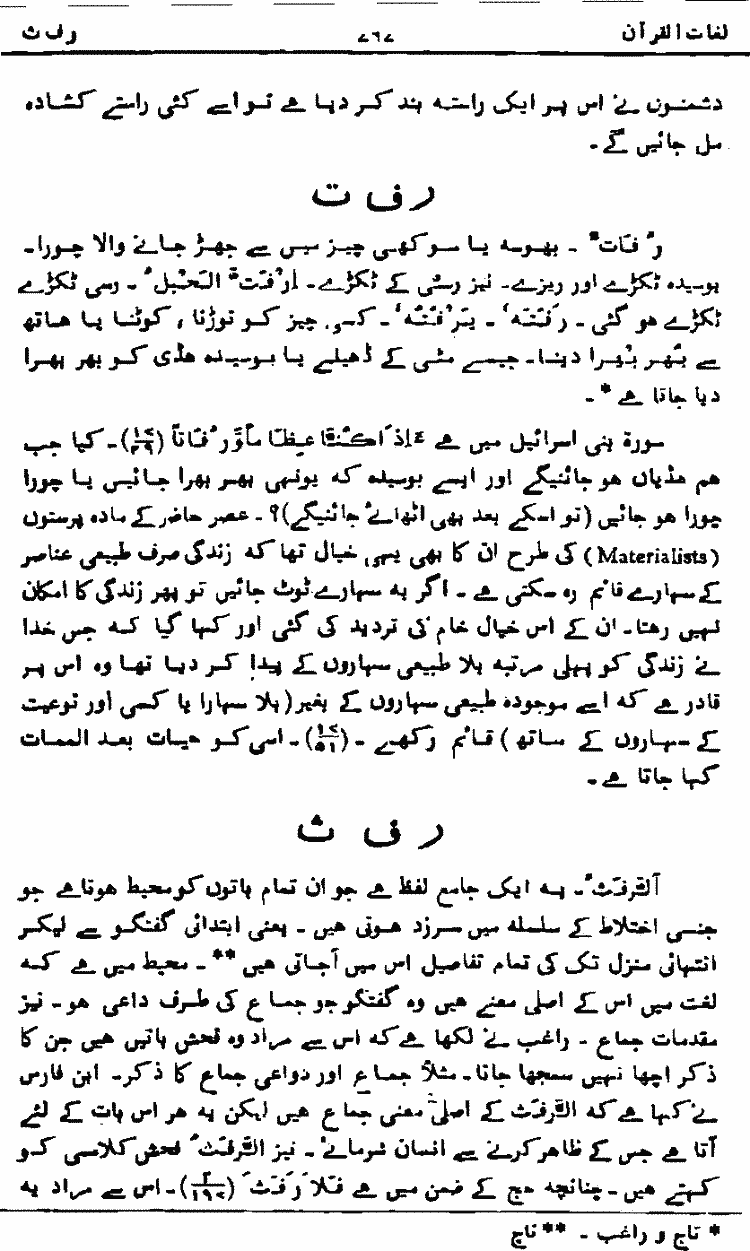 لغات القرآن ۷۶۷ ر ف ث
دشمنوں نے اس پر ایک راستہ بند کر دیا ہے تو اسے کئی راستے کشادہ
مل جائیں گے۔
ر ف ت
رُفَاتٌ ۔ بھوسہ یا سوکھی چیز میں سے جھڑ جانے والا چورا۔
بوسیدہ ٹکڑے اور ریزے۔ نیز رسی کے ٹکڑے۔ اِرْفَتَّ الْحَبْلُ ۔ رسی ٹکڑے
ٹکڑے ہو گئی ۔ رَفَتَهُ ۔ یَرْفُتُهُ ۔ کسی چیز کو توڑنا ، کوٹنا یا ہاتھ
سے بُھر بُھرا دینا۔ جیسے مٹی کے ڈھیلے یا بوسیدہ ہڈی کو بھر بھرا
دیا جاتا ہے * ۔
سورۃ بنی اسرائیل میں ہے ءَاِذَا کُنَّا عِظَامًا وَّرُفَاتًا (۱۷/۴۹)۔ کیا جب
ہم ہڈیاں ہو جائینگے اور ایسے بوسیدہ کہ یونہی بھر بھرا جائیں یا چورا
چورا ہو جائیں (تو اسکے بعد بھی اٹھائے جائینگے)؟ ۔ عصر حاضر کے مادہ پرستوں
(Materialists) کی طرح ان کا بھی یہی خیال تھا کہ زندگی صرف طبیعی عناصر
کے سہارے قائم رہ سکتی ہے ۔ اگر یہ سہارے ٹوٹ جائیں تو پھر زندگی کا امکان
نہیں رہتا۔ ان کے اس خیال خام کی تردید کی گئی اور کہا گیا کہ جس خدا
نے زندگی کو پہلی مرتبہ بلا طبیعی سہاروں کے پیدا کر دیا تھا وہ اس پر
قادر ہے کہ اسے موجودہ طبیعی سہاروں کے بغیر (بلا سہارا یا کسی اور نوعیت
کے سہاروں کے ساتھ) قائم رکھے ۔ (۱۷/۵۱)۔ اسی کو حیات بعد الممات
کہا جاتا ہے ۔
ر ف ث
اَلرَّفَثُ ۔ یہ ایک جامع لفظ ہے جو ان تمام باتوں کو محیط ہوتا ہے جو
جنسی اختلاط کے سلسلہ میں سرزد ہوتی ہیں ۔ یعنی ابتدائی گفتگو سے لیکر
انتہائی منزل تک کی تمام تفاصیل اس میں آجاتی ہیں ** ۔ محیط میں ہے کہ
لغت میں اس کے اصلی معنے ہیں وہ گفتگو جو جماع کی طرف داعی ہو ۔ نیز
مقدمات جماع ۔ راغب نے لکھا ہے کہ اس سے مراد وہ فحش باتیں ہیں جن کا
ذکر اچھا نہیں سمجھا جاتا۔ مثلاً جماع اور دواعی جماع کا ذکر۔ ابن فارس
نے کہا ہے کہ الرَّفَثُ کے اصلی معنی جماع ہیں لیکن یہ ہر اس بات کے لئے
آتا ہے جس کے ظاہر کرنے سے انسان شرمائے ۔ نیز الرَّفَثُ فحش کلامی کو
کہتے ہیں ۔ چنانچہ حج کے ضمن میں ہے فَلَا رَفَثَ (۲/۱۹۷)۔ اس سے مراد یہ
* تاج و راغب ۔ ** تاج